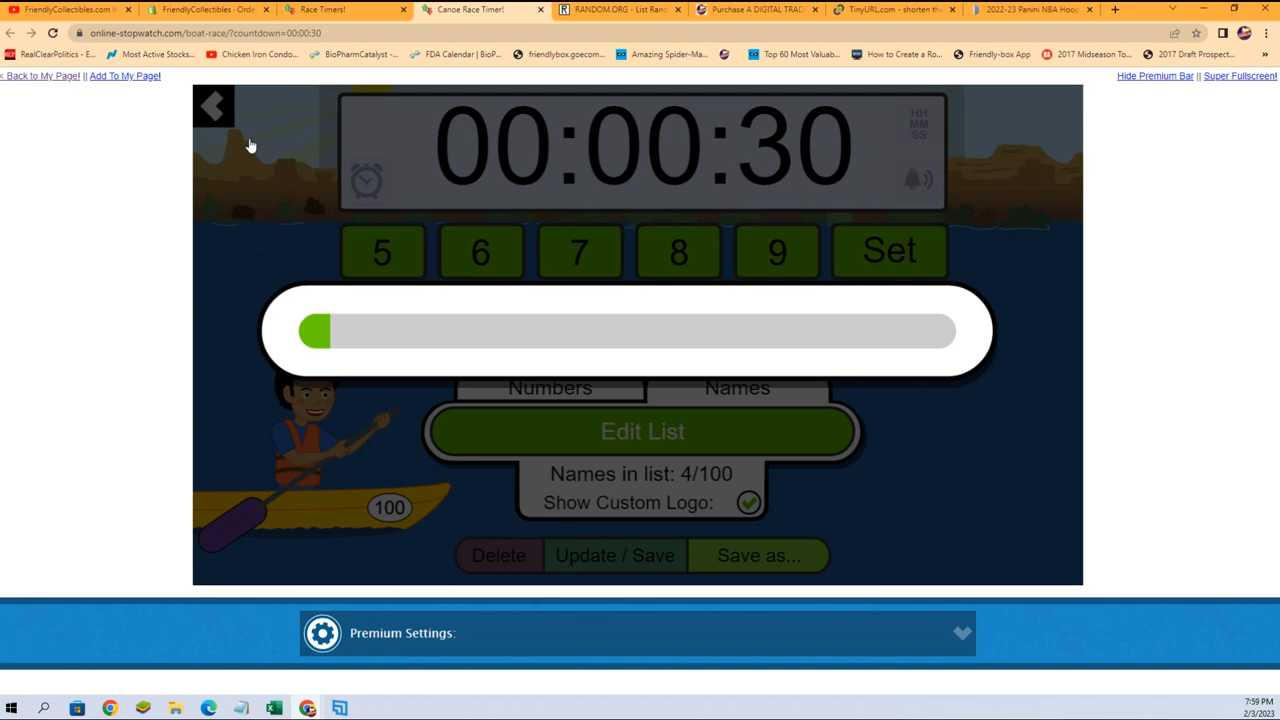 FriendlyCollectibles.com I
FriendlyCollectibles · Orde
Race Timers!
Canoe Race Timer!
RANDOM.ORG - List Ran
Purchase A DIGITAL TRAD
TinyURL.com - shorten th
2022-23 Panini NBA Hoop
online-stopwatch.com/boat-race/?countdown=00:00:30
RealClearPolitics - E...
Most Active Stocks...
Chicken Iron Condo...
BioPharmCatalyst -...
FDA Calendar | BioP...
friendlybox.goecom...
Amazing Spider-Ma...
Top 60 Most Valuab...
How to Create a Ro...
Friendly-box App
2017 Midseason To...
2017 Draft Prospect...
< Back to My Page! || Add To My Page!
Hide Premium Bar || Super Fullscreen!
00:00:30
HH
MM
SS
5 6 7 8 9 Set
Numbers Names
Edit List
Names in list: 4/100
Show Custom Logo:
100
Delete Update / Save Save as...
Premium Settings:
7:59 PM
2/3/2023